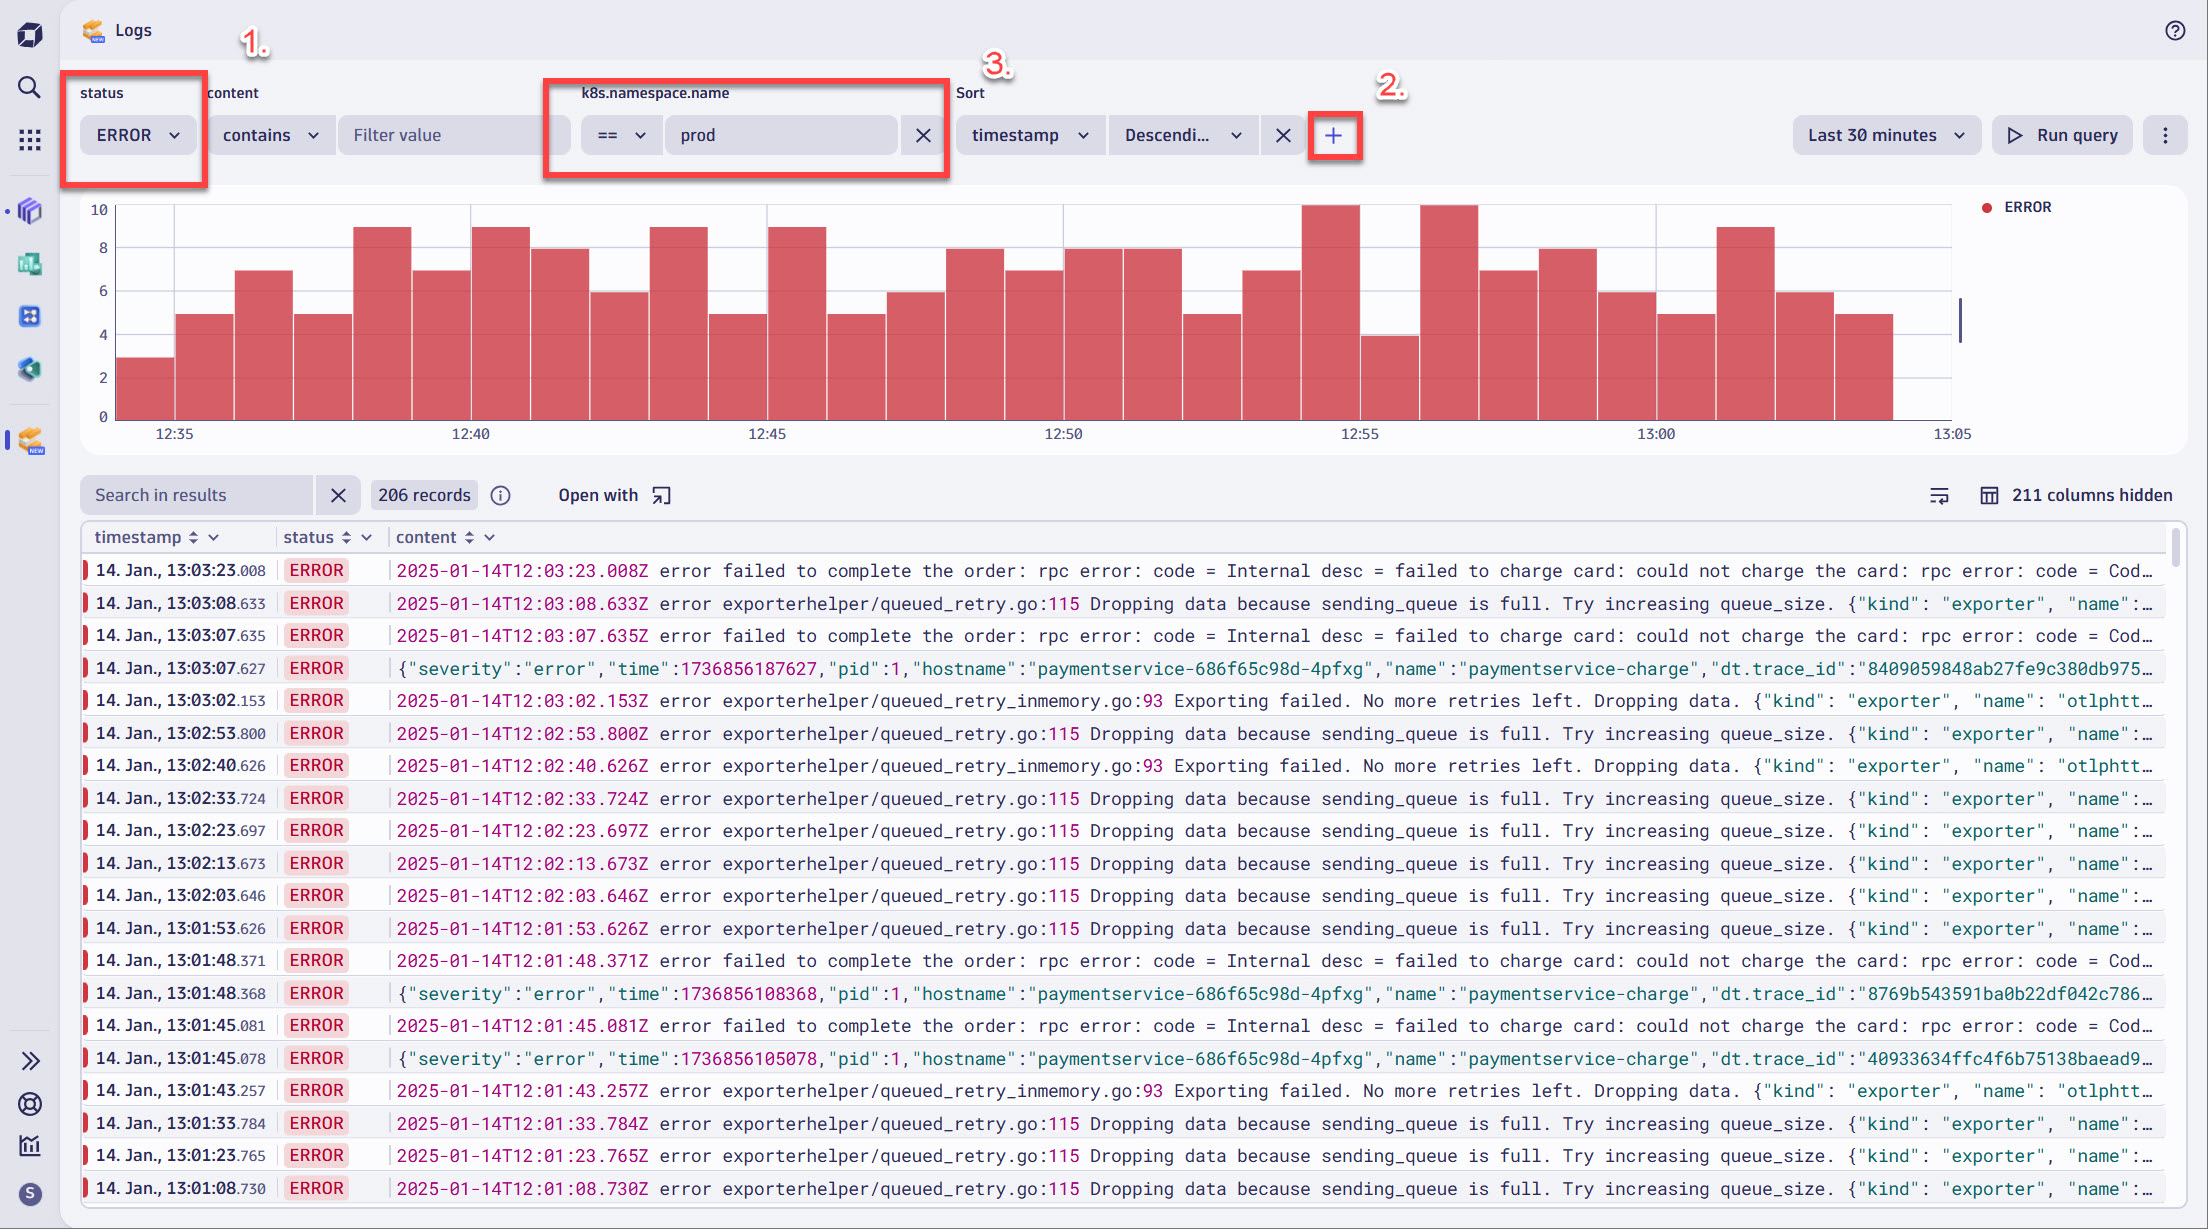 Logs
NEW
1.
3.
2.
status
content
k8s.namespace.name
Sort
ERROR
contains
Filter value
==
prod
timestamp
Descendi...
Last 30 minutes
Run query
10
8
6
4
2
0
12:35 12:40 12:45 12:50 12:55 13:00 13:05
ERROR
NEW
Search in results
206 records
Open with
211 columns hidden
timestamp status content
14. Jan., 13:03:23.008 ERROR 2025-01-14T12:03:23.008Z error failed to complete the order: rpc error: code = Internal desc = failed to charge card: could not charge the card: rpc error: code = Cod…
14. Jan., 13:03:08.633 ERROR 2025-01-14T12:03:08.633Z error exporterhelper/queued_retry.go:115 Dropping data because sending_queue is full. Try increasing queue_size. {"kind": "exporter", "name":…
14. Jan., 13:03:07.635 ERROR 2025-01-14T12:03:07.635Z error failed to complete the order: rpc error: code = Internal desc = failed to charge card: could not charge the card: rpc error: code = Cod…
14. Jan., 13:03:07.627 ERROR {"severity":"error","time":1736856187627,"pid":1,"hostname":"paymentservice-686f65c98d-4pfxg","name":"paymentservice-charge","dt.trace_id":"8409059848ab27fe9c380db975…
14. Jan., 13:03:02.153 ERROR 2025-01-14T12:03:02.153Z error exporterhelper/queued_retry_inmemory.go:93 Exporting failed. No more retries left. Dropping data. {"kind": "exporter", "name": "otlphtt…
14. Jan., 13:02:53.800 ERROR 2025-01-14T12:02:53.800Z error exporterhelper/queued_retry.go:115 Dropping data because sending_queue is full. Try increasing queue_size. {"kind": "exporter", "name":…
14. Jan., 13:02:40.626 ERROR 2025-01-14T12:02:40.626Z error exporterhelper/queued_retry_inmemory.go:93 Exporting failed. No more retries left. Dropping data. {"kind": "exporter", "name": "otlphtt…
14. Jan., 13:02:33.724 ERROR 2025-01-14T12:02:33.724Z error exporterhelper/queued_retry.go:115 Dropping data because sending_queue is full. Try increasing queue_size. {"kind": "exporter", "name":…
14. Jan., 13:02:23.697 ERROR 2025-01-14T12:02:23.697Z error exporterhelper/queued_retry.go:115 Dropping data because sending_queue is full. Try increasing queue_size. {"kind": "exporter", "name":…
14. Jan., 13:02:13.673 ERROR 2025-01-14T12:02:13.673Z error exporterhelper/queued_retry.go:115 Dropping data because sending_queue is full. Try increasing queue_size. {"kind": "exporter", "name":…
14. Jan., 13:02:03.646 ERROR 2025-01-14T12:02:03.646Z error exporterhelper/queued_retry.go:115 Dropping data because sending_queue is full. Try increasing queue_size. {"kind": "exporter", "name":…
14. Jan., 13:01:53.626 ERROR 2025-01-14T12:01:53.626Z error exporterhelper/queued_retry.go:115 Dropping data because sending_queue is full. Try increasing queue_size. {"kind": "exporter", "name":…
14. Jan., 13:01:48.371 ERROR 2025-01-14T12:01:48.371Z error failed to complete the order: rpc error: code = Internal desc = failed to charge card: could not charge the card: rpc error: code = Cod…
14. Jan., 13:01:48.368 ERROR {"severity":"error","time":1736856108368,"pid":1,"hostname":"paymentservice-686f65c98d-4pfxg","name":"paymentservice-charge","dt.trace_id":"8769b543591ba0b22df042c786…
14. Jan., 13:01:45.081 ERROR 2025-01-14T12:01:45.081Z error failed to complete the order: rpc error: code = Internal desc = failed to charge card: could not charge the card: rpc error: code = Cod…
14. Jan., 13:01:45.078 ERROR {"severity":"error","time":1736856105078,"pid":1,"hostname":"paymentservice-686f65c98d-4pfxg","name":"paymentservice-charge","dt.trace_id":"40933634ffc4f6b75138baead9…
14. Jan., 13:01:43.257 ERROR 2025-01-14T12:01:43.257Z error exporterhelper/queued_retry_inmemory.go:93 Exporting failed. No more retries left. Dropping data. {"kind": "exporter", "name": "otlphtt…
14. Jan., 13:01:33.784 ERROR 2025-01-14T12:01:33.784Z error exporterhelper/queued_retry.go:115 Dropping data because sending_queue is full. Try increasing queue_size. {"kind": "exporter", "name":…
14. Jan., 13:01:23.765 ERROR 2025-01-14T12:01:23.765Z error exporterhelper/queued_retry.go:115 Dropping data because sending_queue is full. Try increasing queue_size. {"kind": "exporter", "name":…
14. Jan., 13:01:08.730 ERROR 2025-01-14T12:01:08.730Z error exporterhelper/queued_retry.go:115 Dropping data because sending_queue is full. Try increasing queue_size. {"kind": "exporter", "name":…
S